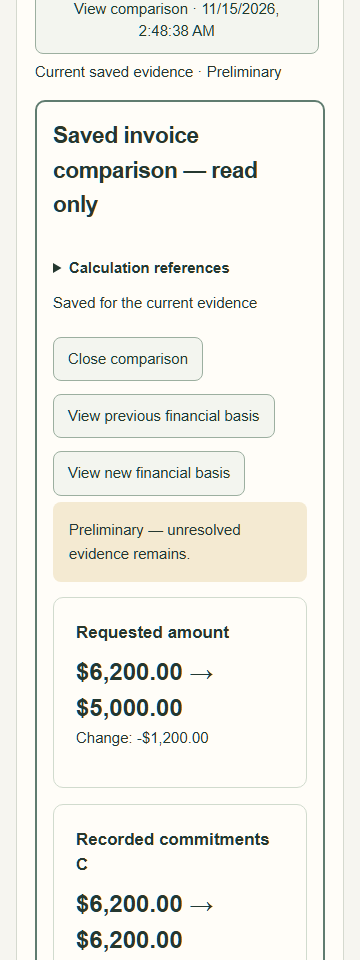 View comparison · 11/15/2026,
2:48:38 AM
Current saved evidence · Preliminary
Saved invoice
comparison — read
only
▶ Calculation references
Saved for the current evidence
Close comparison
View previous financial basis
View new financial basis
Preliminary — unresolved
evidence remains.
Requested amount
$6,200.00 →
$5,000.00
Change: -$1,200.00
Recorded commitments
C
$6,200.00 →
$6,200.00